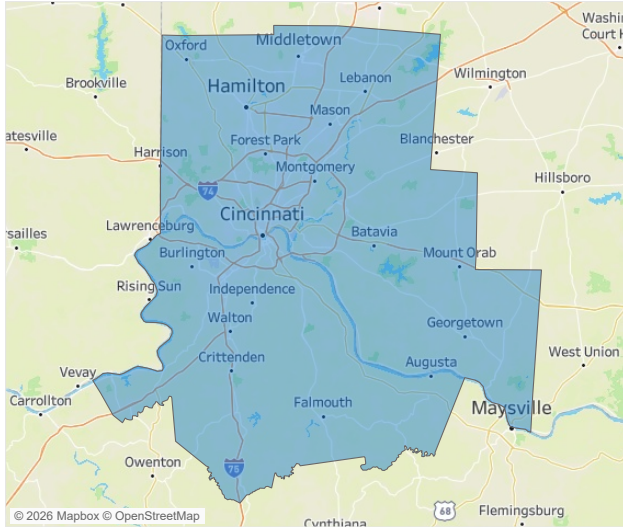 Washi
Court H
Oxford
Middletown
Brookville
Hamilton
Lebanon
Wilmington
Mason
atesville
Forest Park
Blanchester
Harrison
Montgomery
Hillsboro
74
Cincinnati
Lawrenceburg
Batavia
rsailles
Burlington
Mount Orab
Rising Sun
Independence
Walton
Georgetown
Crittenden
Augusta
West Union
Vevay
Carrollton
Falmouth
Maysville
Owenton
75
© 2026 Mapbox © OpenStreetMap
68
Flemingsburg
Cynthiana